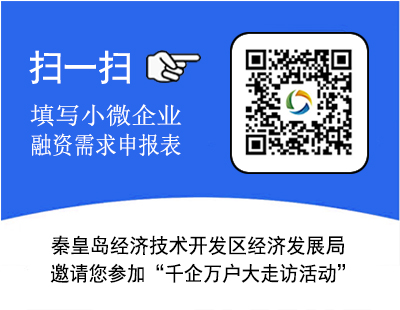 扫一扫
填写小微企业
融资需求申报表
秦皇岛经济技术开发区经济发展局
邀请您参加“千企万户大走访活动”